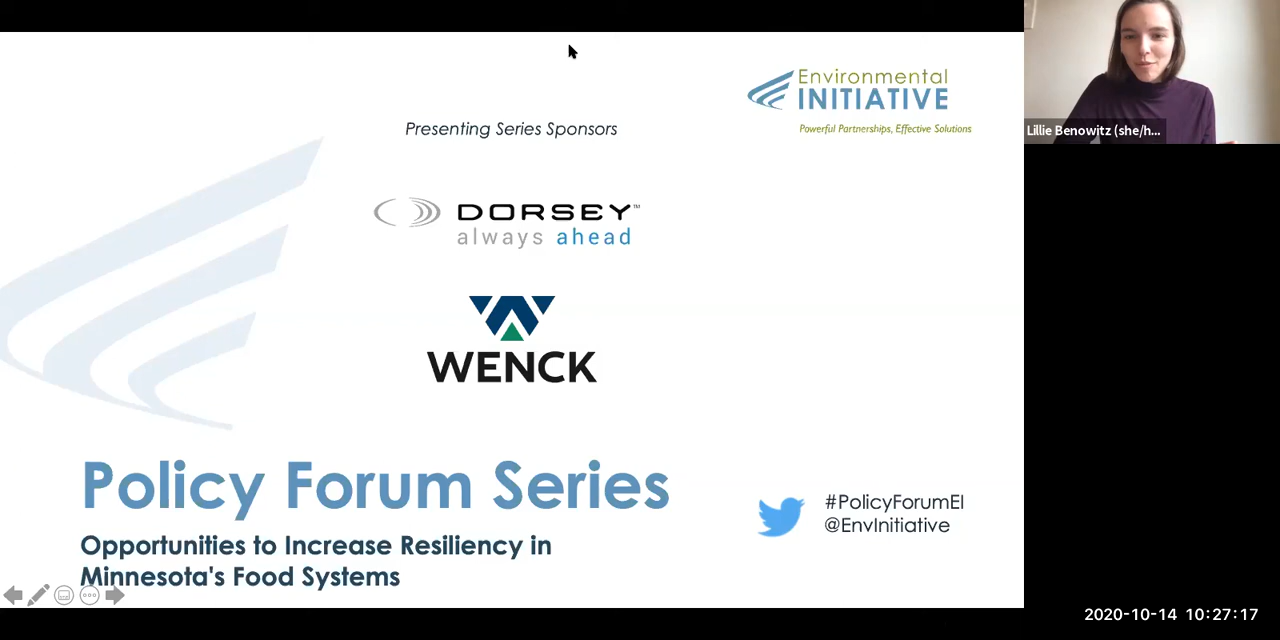 Environmental
INITIATIVE
Powerful Partnerships, Effective Solutions
Presenting Series Sponsors
DORSEY™
always ahead
WENCK
Policy Forum Series
Opportunities to Increase Resiliency in
Minnesota's Food Systems
#PolicyForumEI
@EnvInitiative
Lillie Benowitz (she/h...
2020-10-14 10:27:17